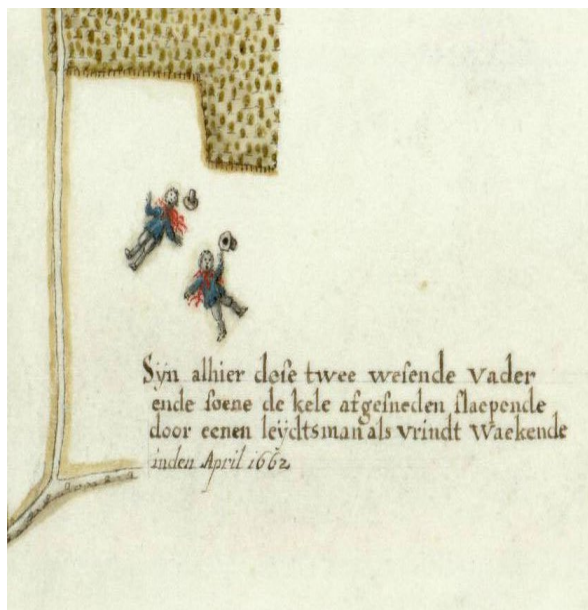 Syn alhier dese twee wesende vader
ende soene de kele afgesneden slaepende
door eenen leÿdtsman als vrindt waekende
inden April 1662